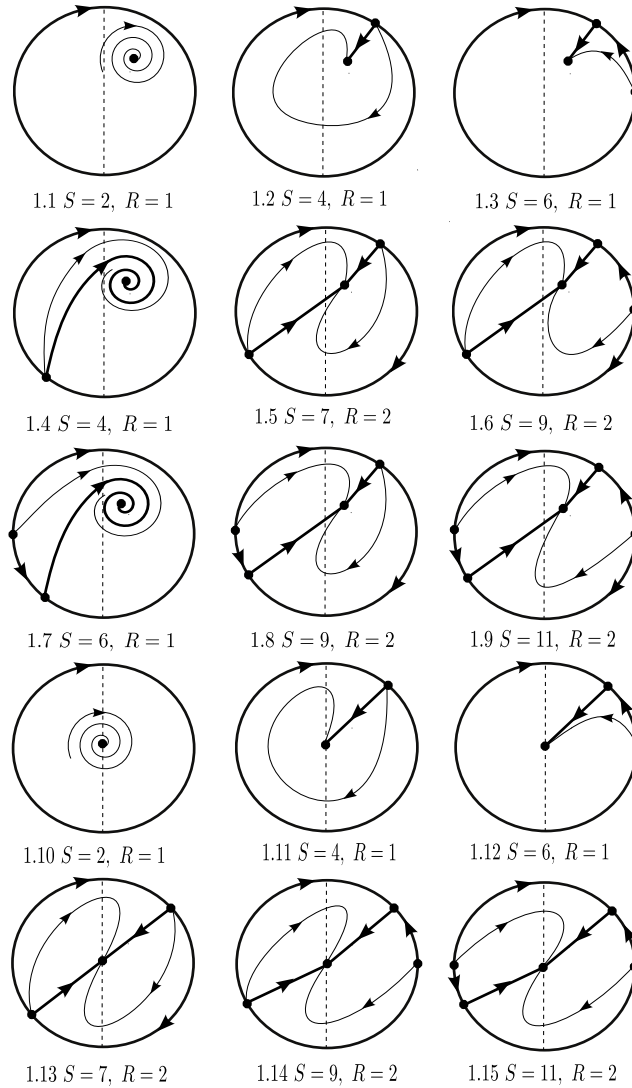 1.1 S = 2, R = 1 1.2 S = 4, R = 1 1.3 S = 6, R = 1
1.4 S = 4, R = 1 1.5 S = 7, R = 2 1.6 S = 9, R = 2
1.7 S = 6, R = 1 1.8 S = 9, R = 2 1.9 S = 11, R = 2
1.10 S = 2, R = 1 1.11 S = 4, R = 1 1.12 S = 6, R = 1
1.13 S = 7, R = 2 1.14 S = 9, R = 2 1.15 S = 11, R = 2